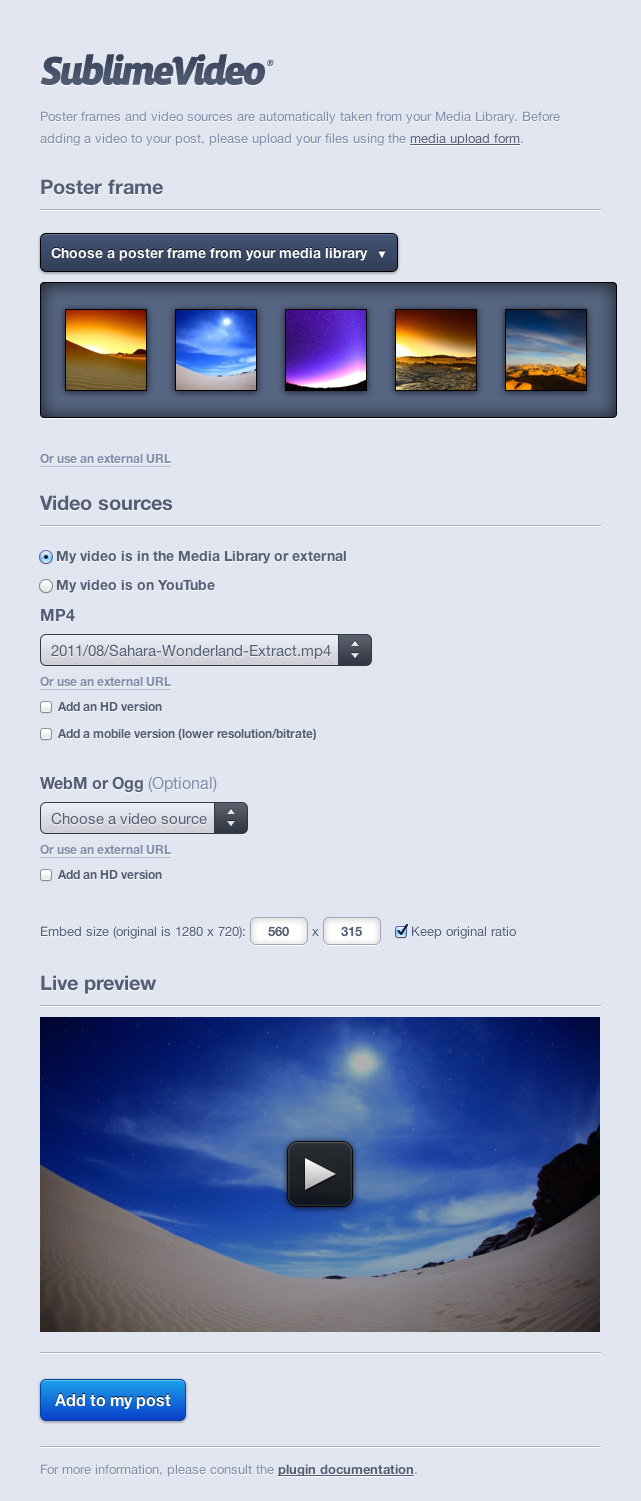 SublimeVideo®
Poster frames and video sources are automatically taken from your Media Library. Before
adding a video to your post, please upload your files using the media upload form.
Poster frame
Choose a poster frame from your media library ▼
Or use an external URL
Video sources
My video is in the Media Library or external
My video is on YouTube
MP4
2011/08/Sahara-Wonderland-Extract.mp4
Or use an external URL
Add an HD version
Add a mobile version (lower resolution/bitrate)
WebM or Ogg (Optional)
Choose a video source
Or use an external URL
Add an HD version
Embed size (original is 1280 x 720): 560 x 315 Keep original ratio
Live preview
Add to my post
For more information, please consult the plugin documentation.